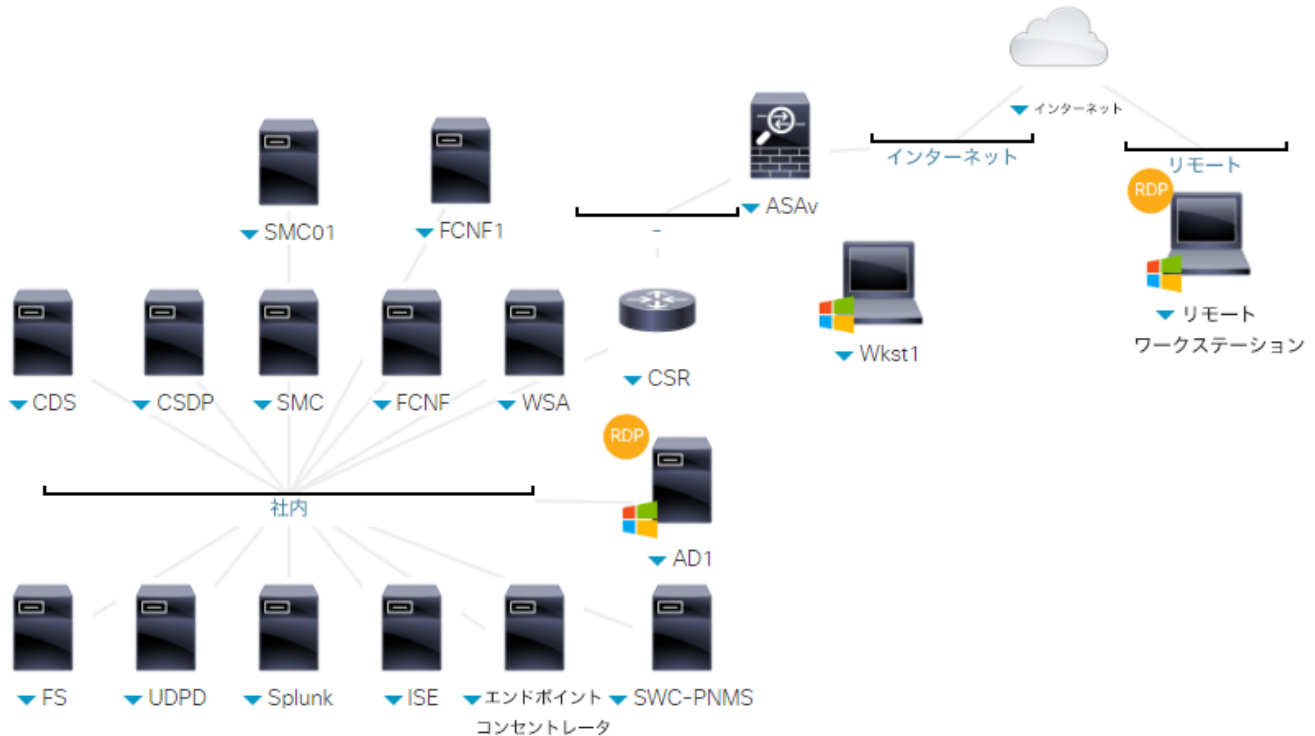 インターネット
インターネット
リモート
RDP
ASAv
SMC01
FCNF1
-
リモート
ワークステーション
Wkst1
CSR
CDS
CSDP
SMC
FCNF
WSA
RDP
社内
AD1
FS
UDPD
Splunk
ISE
エンドポイント
コンセントレータ
SWC-PNMS